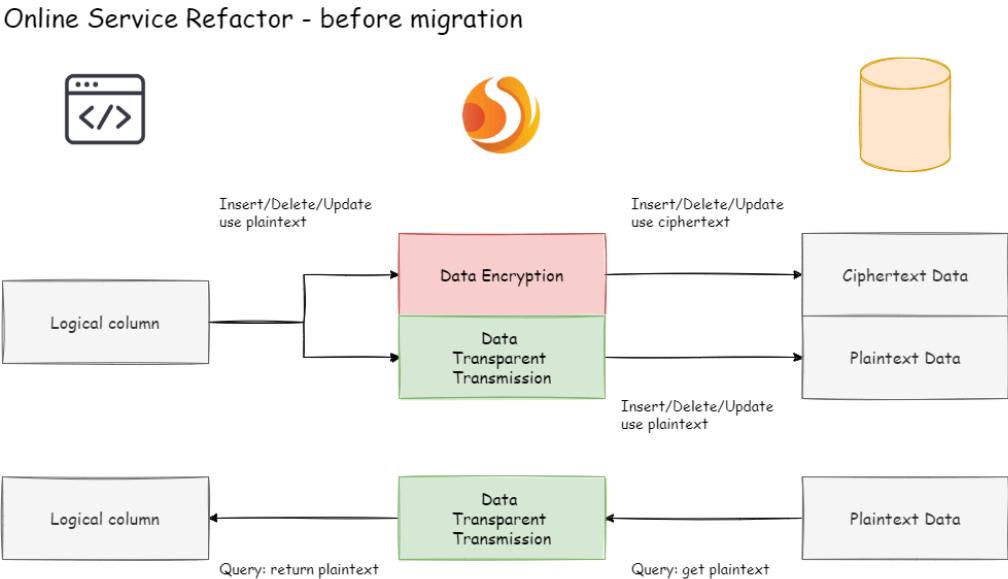 Online Service Refactor - before migration
</>
Insert/Delete/Update
use plaintext
Insert/Delete/Update
use ciphertext
Data Encryption
Ciphertext Data
Logical column
Data
Transparent
Transmission
Plaintext Data
Insert/Delete/Update
use plaintext
Logical column
Data
Transparent
Transmission
Plaintext Data
Query: return plaintext
Query: get plaintext